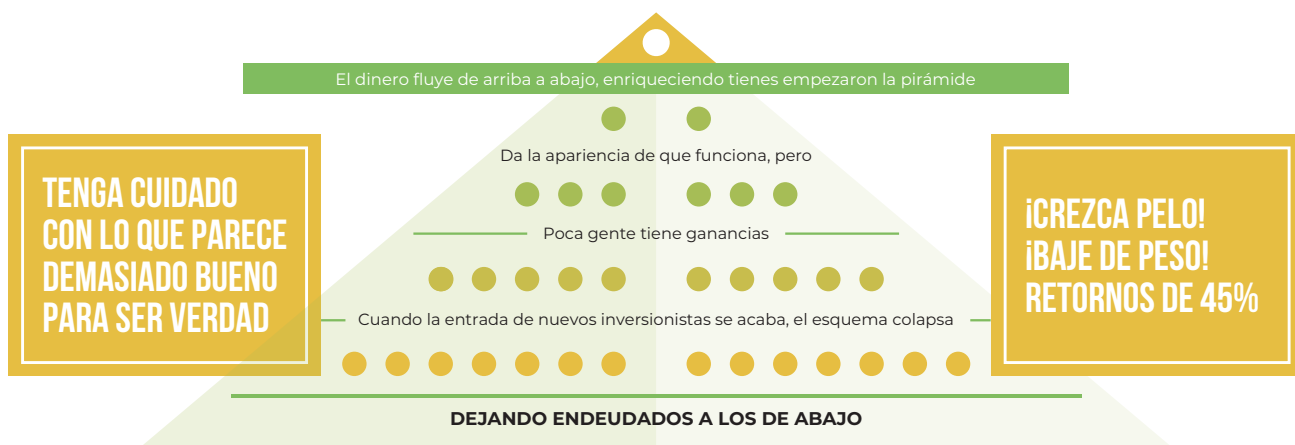 El dinero fluye de arriba a abajo, enriqueciendo tienes empezaron la pirámide
Da la apariencia de que funciona, pero
TENGA CUIDADO
CON LO QUE PARECE
DEMASIADO BUENO
PARA SER VERDAD
Poca gente tiene ganancias
¡CREZCA PELO!
¡BAJE DE PESO!
RETORNOS DE 45%
Cuando la entrada de nuevos inversionistas se acaba, el esquema colapsa
DEJANDO ENDEUDADOS A LOS DE ABAJO